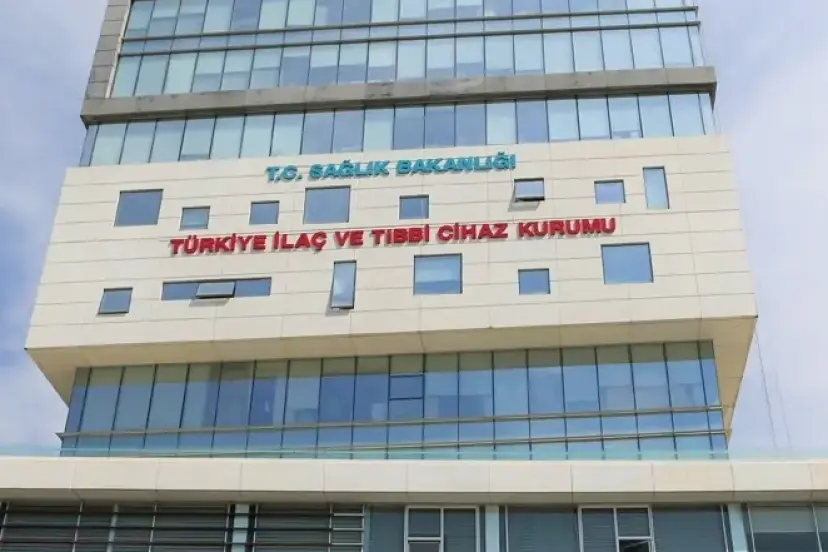 T.C. SAĞLIK BAKANLIĞI
TÜRKİYE İLAÇ VE TIBBİ CİHAZ KURUMU